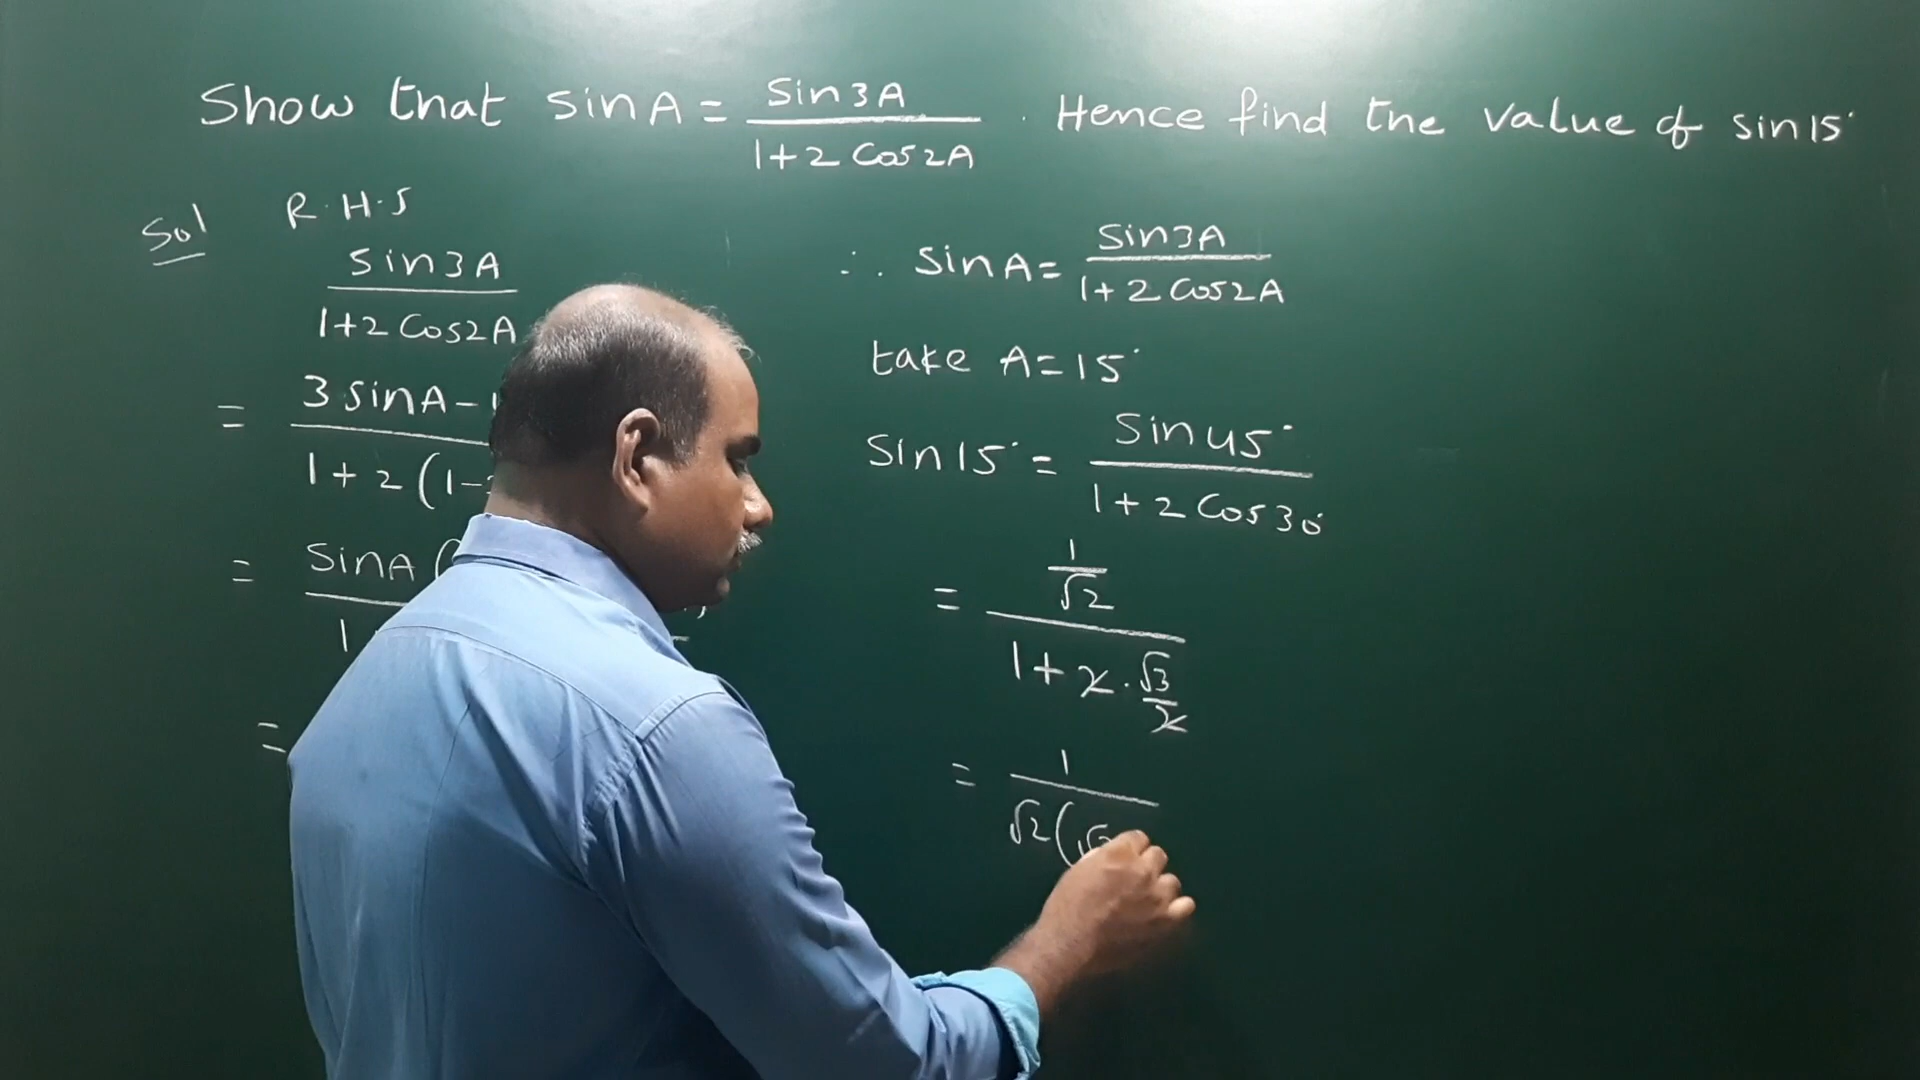 Show that sin A = sin3A / 1+2 Cos2A . Hence find the value of sin15°
Sol R.H.S
sin3A / 1+2 Cos2A
= 3 sinA - / 1 + 2 (1-
= SinA ( / 1
=
∴ sin A = Sin3A / 1+2 Cos2A
take A=15°
Sin15° = Sin45° / 1+2 Cos30°
= 1/√2 / 1+2.√3/2
= 1 / √2(√